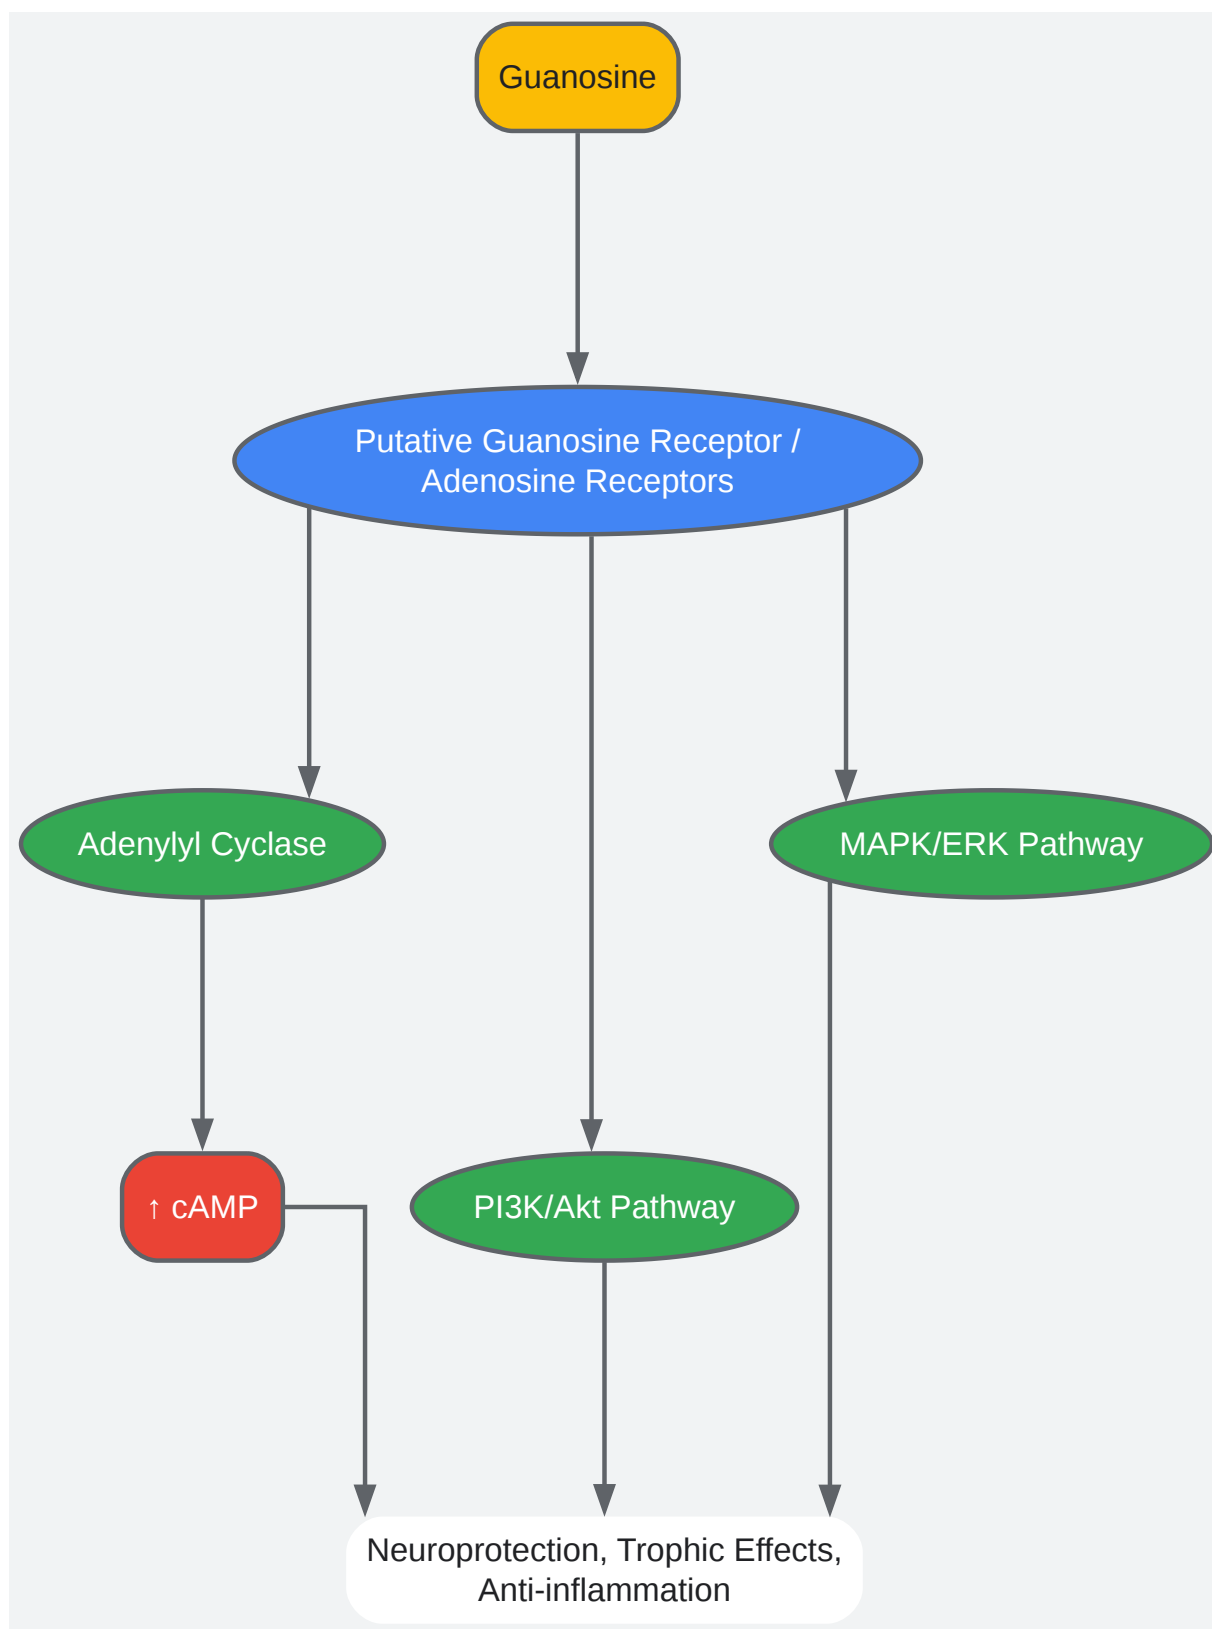 Guanosine
Putative Guanosine Receptor /
Adenosine Receptors
Adenylyl Cyclase
MAPK/ERK Pathway
↑ cAMP
PI3K/Akt Pathway
Neuroprotection, Trophic Effects,
Anti-inflammation